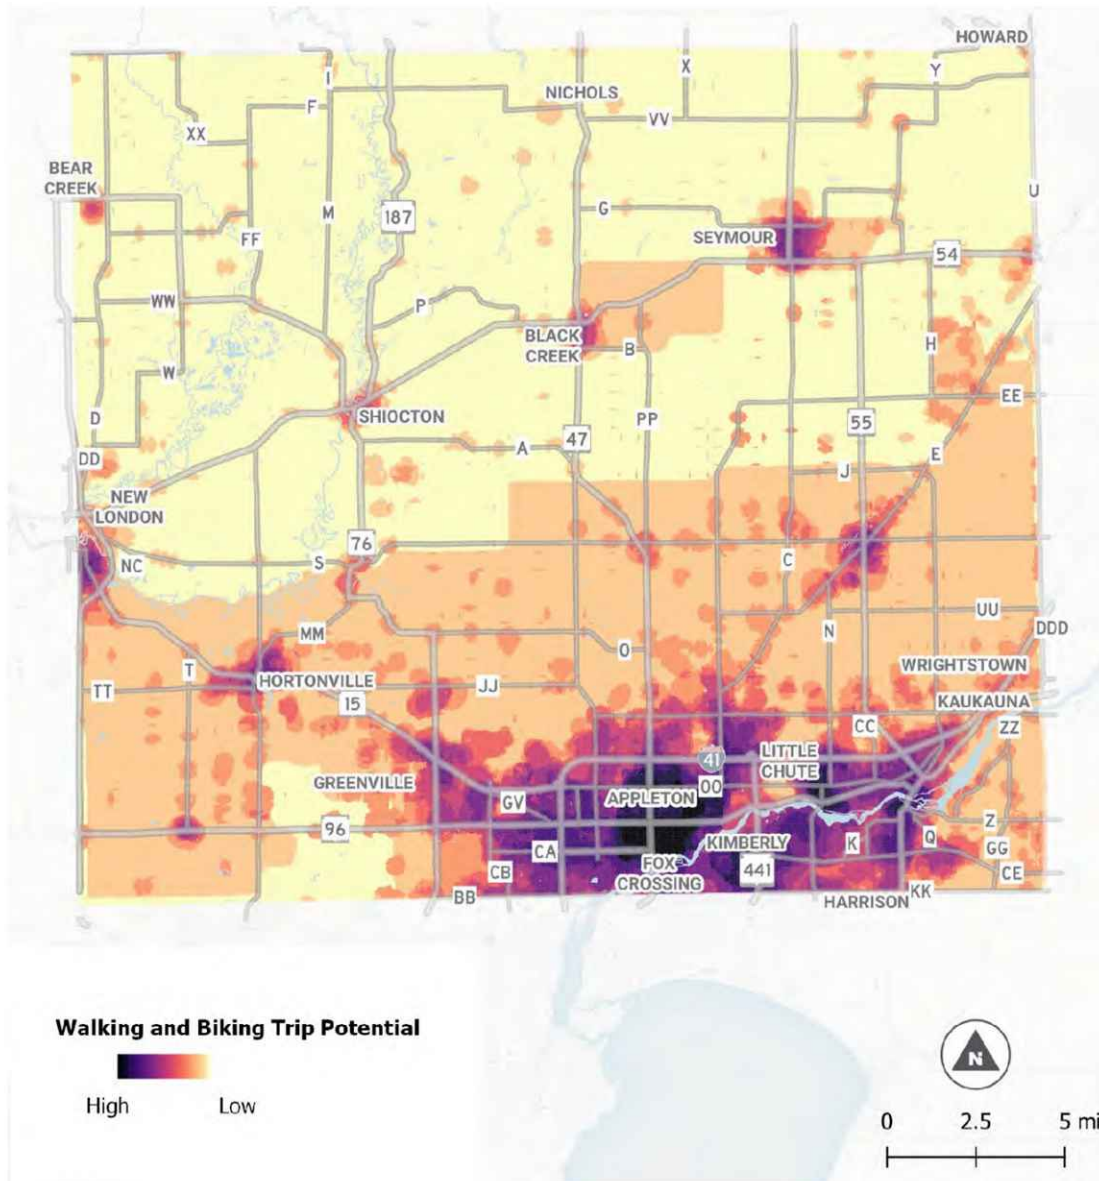 HOWARD
I
X
Y
F
NICHOLS
VV
XX
BEAR
CREEK
U
M
187
G
SEYMOUR
FF
54
WW
P
BLACK
CREEK
B
H
W
D
SHIOCTON
PP
55
EE
47
A
E
DD
J
NEW
LONDON
76
NC
S
C
UU
DDD
MM
N
O
WRIGHTSTOWN
T
HORTONVILLE
TT
JJ
KAUKAUNA
15
CC
ZZ
41
LITTLE
CHUTE
GREENVILLE
OO
GV
APPLETON
96
Z
KIMBERLY
K
Q
GG
CA
FOX
CROSSING
441
CB
CE
BB
KK
HARRISON
Walking and Biking Trip Potential
High Low
N
0 2.5 5 mi